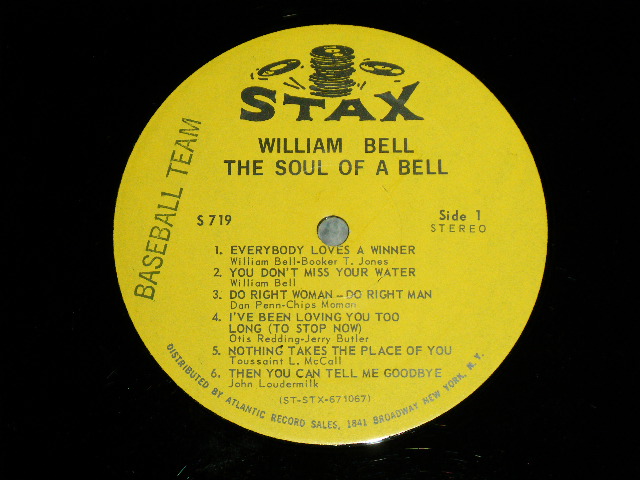 STAX
WILLIAM BELL
THE SOUL OF A BELL
BASEBALL TEAM
S 719
Side 1
STEREO
1. EVERYBODY LOVES A WINNER
William Bell-Booker T. Jones
2. YOU DON'T MISS YOUR WATER
William Bell
3. DO RIGHT WOMAN – DO RIGHT MAN
Dan Penn-Chips Moman
4. I'VE BEEN LOVING YOU TOO
LONG (TO STOP NOW)
Otis Redding-Jerry Butler
5. NOTHING TAKES THE PLACE OF YOU
Toussaint L. McCall
6. THEN YOU CAN TELL ME GOODBYE
John Loudermilk
(ST-STX-671067)
DISTRIBUTED BY ATLANTIC RECORD SALES, 1841 BROADWAY NEW YORK, N.Y.